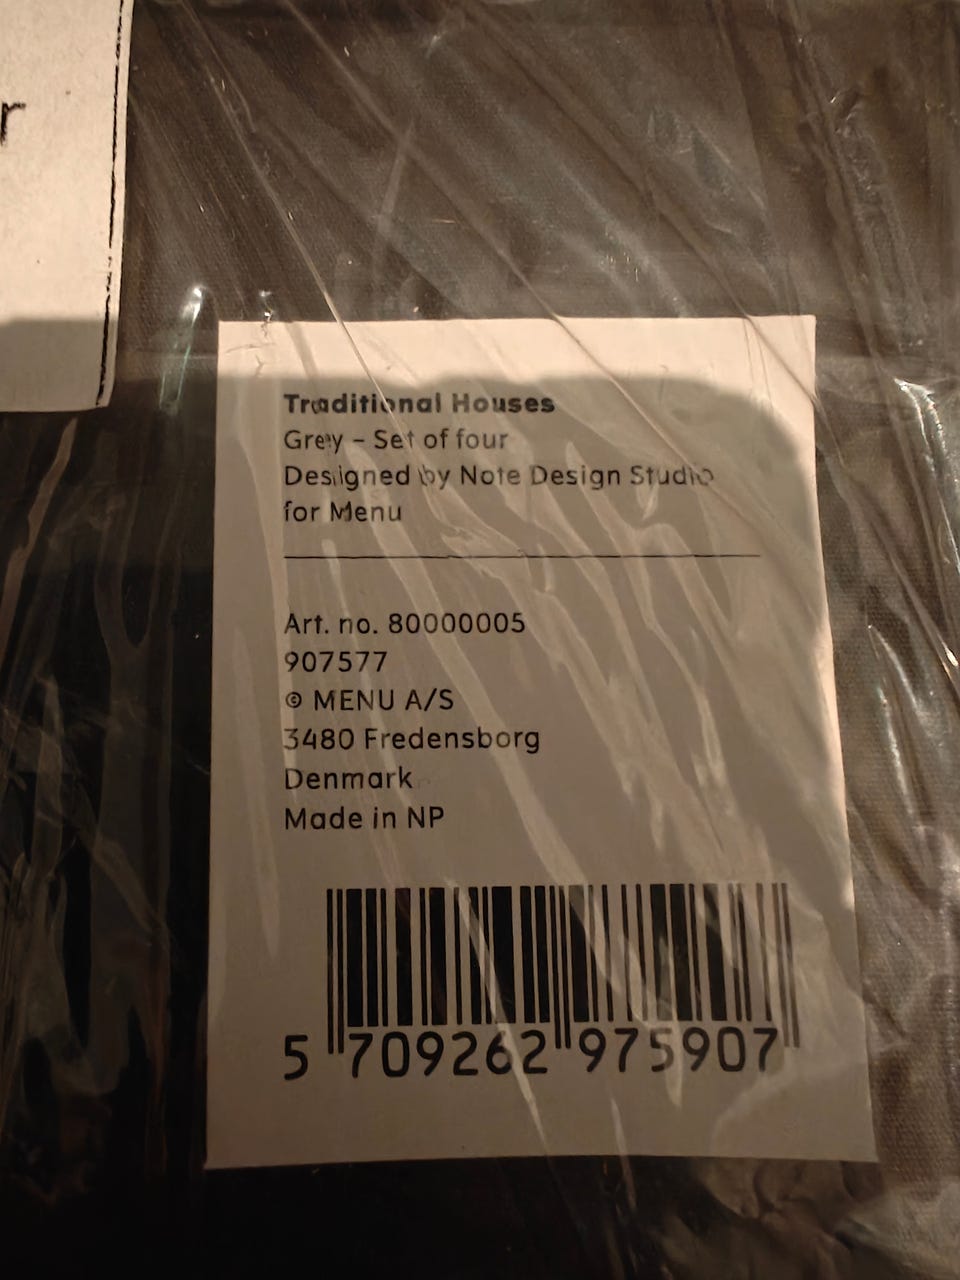 r
Traditional Houses
Grey – Set of four
Designed by Note Design Studio
for Menu
Art. no. 80000005
907577
© MENU A/S
3480 Fredensborg
Denmark
Made in NP
5 709262 975907